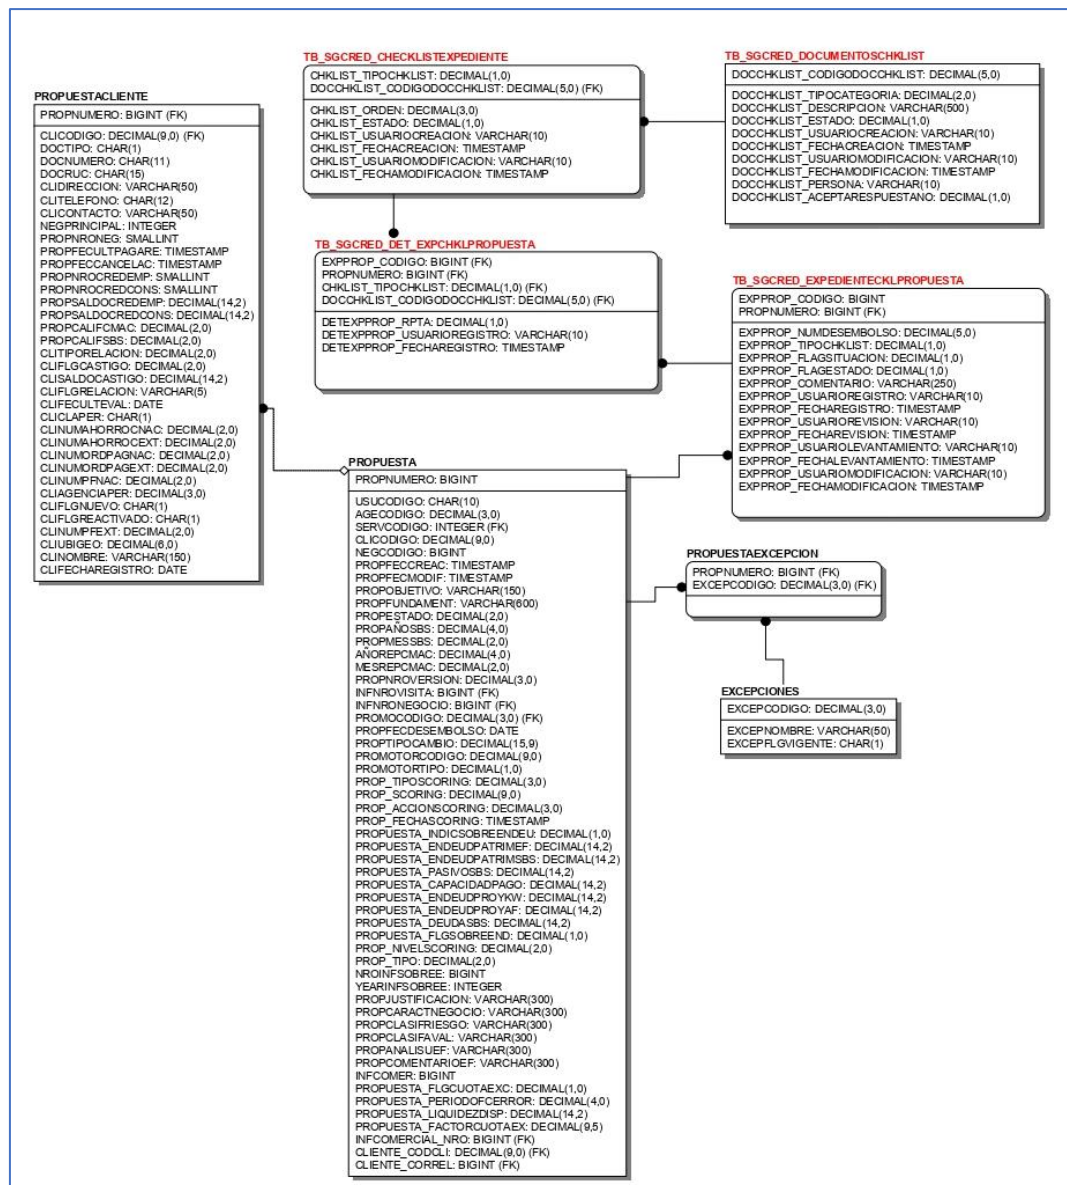 PROPUESTACLIENTE
PROPNUMERO: BIGINT (FK)
CLICODIGO: DECIMAL(9,0) (FK)
DOCTIPO: CHAR(1)
DOCNUMERO: CHAR(11)
DOCRUC: CHAR(15)
CLIDIRECCION: VARCHAR(50)
CLITELEFONO: CHAR(12)
CLICONTACTO: VARCHAR(50)
NEGPRINCIPAL: INTEGER
PROPNRONEG: SMALLINT
PROPFECULTPAGARE: TIMESTAMP
PROPFECCANCELAC: TIMESTAMP
PROPNROCREDEMP: SMALLINT
PROPNROCREDCONS: SMALLINT
PROPSALDOCREDEMP: DECIMAL(14,2)
PROPSALDOCREDCONS: DECIMAL(14,2)
PROPCALIFCMAC: DECIMAL(2,0)
PROPCALIFSBS: DECIMAL(2,0)
CLITIPORELACION: DECIMAL(2,0)
CLIFLGCASTIGO: DECIMAL(2,0)
CLISALDOCASTIGO: DECIMAL(14,2)
CLIFLGRELACION: VARCHAR(5)
CLIFECULTEVAL: DATE
CLICLAPER: CHAR(1)
CLINUMAHORROCNAC: DECIMAL(2,0)
CLINUMAHORROCEXT: DECIMAL(2,0)
CLINUMORDPAGNAC: DECIMAL(2,0)
CLINUMORDPAGEXT: DECIMAL(2,0)
CLINUMPFNAC: DECIMAL(2,0)
CLIAGENCIAPER: DECIMAL(3,0)
CLIFLGNUEVO: CHAR(1)
CLIFLGREACTIVADO: CHAR(1)
CLINUMPFEXT: DECIMAL(2,0)
CLIUBIGEO: DECIMAL(6,0)
CLINOMBRE: VARCHAR(150)
CLIFECHAREGISTRO: DATE
TB_SGCRED_CHECKLISTEXPEDIENTE
CHKLIST_TIPOCHKLIST: DECIMAL(1,0)
DOCCHKLIST_CODIGODOCCHKLIST: DECIMAL(5,0) (FK)
CHKLIST_ORDEN: DECIMAL(3,0)
CHKLIST_ESTADO: DECIMAL(1,0)
CHKLIST_USUARIOCREACION: VARCHAR(10)
CHKLIST_FECHACREACION: TIMESTAMP
CHKLIST_USUARIOMODIFICACION: VARCHAR(10)
CHKLIST_FECHAMODIFICACION: TIMESTAMP
TB_SGCRED_DOCUMENTOSCHKLIST
DOCCHKLIST_CODIGODOCCHKLIST: DECIMAL(5,0)
DOCCHKLIST_TIPOCATEGORIA: DECIMAL(2,0)
DOCCHKLIST_DESCRIPCION: VARCHAR(500)
DOCCHKLIST_ESTADO: DECIMAL(1,0)
DOCCHKLIST_USUARIOCREACION: VARCHAR(10)
DOCCHKLIST_FECHACREACION: TIMESTAMP
DOCCHKLIST_USUARIOMODIFICACION: VARCHAR(10)
DOCCHKLIST_FECHAMODIFICACION: TIMESTAMP
DOCCHKLIST_PERSONA: VARCHAR(10)
DOCCHKLIST_ACEPTARESPUESTANO: DECIMAL(1,0)
TB_SGCRED_DET_EXPCHKLPROPUESTA
EXPPROP_CODIGO: BIGINT (FK)
PROPNUMERO: BIGINT (FK)
CHKLIST_TIPOCHKLIST: DECIMAL(1,0) (FK)
DOCCHKLIST_CODIGODOCCHKLIST: DECIMAL(5,0) (FK)
DETEXPPROP_RPTA: DECIMAL(1,0)
DETEXPPROP_USUARIOREGISTRO: VARCHAR(10)
DETEXPPROP_FECHAREGISTRO: TIMESTAMP
TB_SGCRED_EXPEDIENTECKLPROPUESTA
EXPPROP_CODIGO: BIGINT
PROPNUMERO: BIGINT (FK)
EXPPROP_NUMDESEMBOLSO: DECIMAL(5,0)
EXPPROP_TIPOCHKLIST: DECIMAL(1,0)
EXPPROP_FLAGSITUACION: DECIMAL(1,0)
EXPPROP_FLAGESTADO: DECIMAL(1,0)
EXPPROP_COMENTARIO: VARCHAR(250)
EXPPROP_USUARIOREGISTRO: VARCHAR(10)
EXPPROP_FECHAREGISTRO: TIMESTAMP
EXPPROP_USUARIOREVISION: VARCHAR(10)
EXPPROP_FECHAREVISION: TIMESTAMP
EXPPROP_USUARIOLEVANTAMIENTO: VARCHAR(10)
EXPPROP_FECHALEVANTAMIENTO: TIMESTAMP
EXPPROP_USUARIOMODIFICACION: VARCHAR(10)
EXPPROP_FECHAMODIFICACION: TIMESTAMP
PROPUESTA
PROPNUMERO: BIGINT
USUCODIGO: CHAR(10)
AGECODIGO: DECIMAL(3,0)
SERVCODIGO: INTEGER (FK)
CLICODIGO: DECIMAL(9,0)
NEGCODIGO: BIGINT
PROPFECCREAC: TIMESTAMP
PROPFECMODIF: TIMESTAMP
PROPOBJETIVO: VARCHAR(150)
PROPFUNDAMENT: VARCHAR(600)
PROPESTADO: DECIMAL(2,0)
PROPAÑOSBS: DECIMAL(4,0)
PROPMESSBS: DECIMAL(2,0)
AÑOREPCMAC: DECIMAL(4,0)
MESREPCMAC: DECIMAL(2,0)
PROPNROVERSION: DECIMAL(3,0)
INFNROVISITA: BIGINT (FK)
INFNRONEGOCIO: BIGINT (FK)
PROMOCODIGO: DECIMAL(3,0) (FK)
PROPFECDESEMBOLSO: DATE
PROPTIPOCAMBIO: DECIMAL(15,9)
PROMOTORCODIGO: DECIMAL(9,0)
PROMOTORTIPO: DECIMAL(1,0)
PROP_TIPOSCORING: DECIMAL(3,0)
PROP_SCORING: DECIMAL(9,0)
PROP_ACCIONSCORING: DECIMAL(3,0)
PROP_FECHASCORING: TIMESTAMP
PROPUESTA_INDICSOBREENDEU: DECIMAL(1,0)
PROPUESTA_ENDEUDPATRIMEF: DECIMAL(14,2)
PROPUESTA_ENDEUDPATRIMSBS: DECIMAL(14,2)
PROPUESTA_PASIVOSBS: DECIMAL(14,2)
PROPUESTA_CAPACIDADPAGO: DECIMAL(14,2)
PROPUESTA_ENDEUDPROYKW: DECIMAL(14,2)
PROPUESTA_ENDEUDPROYAF: DECIMAL(14,2)
PROPUESTA_DEUDASBS: DECIMAL(14,2)
PROPUESTA_FLGSOBREEND: DECIMAL(1,0)
PROP_NIVELSCORING: DECIMAL(2,0)
PROP_TIPO: DECIMAL(2,0)
NROINFSOBREE: BIGINT
YEARINFSOBREE: INTEGER
PROPJUSTIFICACION: VARCHAR(300)
PROPCARACTNEGOCIO: VARCHAR(300)
PROPCLASIFRIESGO: VARCHAR(300)
PROPCLASIFAVAL: VARCHAR(300)
PROPANALISUEF: VARCHAR(300)
PROPCOMENTARIOEF: VARCHAR(300)
INFCOMER: BIGINT
PROPUESTA_FLGCUOTAEXC: DECIMAL(1,0)
PROPUESTA_PERIODOFCERROR: DECIMAL(4,0)
PROPUESTA_LIQUIDEZDISP: DECIMAL(14,2)
PROPUESTA_FACTORCUOTAEX: DECIMAL(9,5)
INFCOMERCIAL_NRO: BIGINT (FK)
CLIENTE_CODCLI: DECIMAL(9,0) (FK)
CLIENTE_CORREL: BIGINT (FK)
PROPUESTAEXCEPCION
PROPNUMERO: BIGINT (FK)
EXCEPCODIGO: DECIMAL(3,0) (FK)
EXCEPCIONES
EXCEPCODIGO: DECIMAL(3,0)
EXCEPNOMBRE: VARCHAR(50)
EXCEPFLGVIGENTE: CHAR(1)